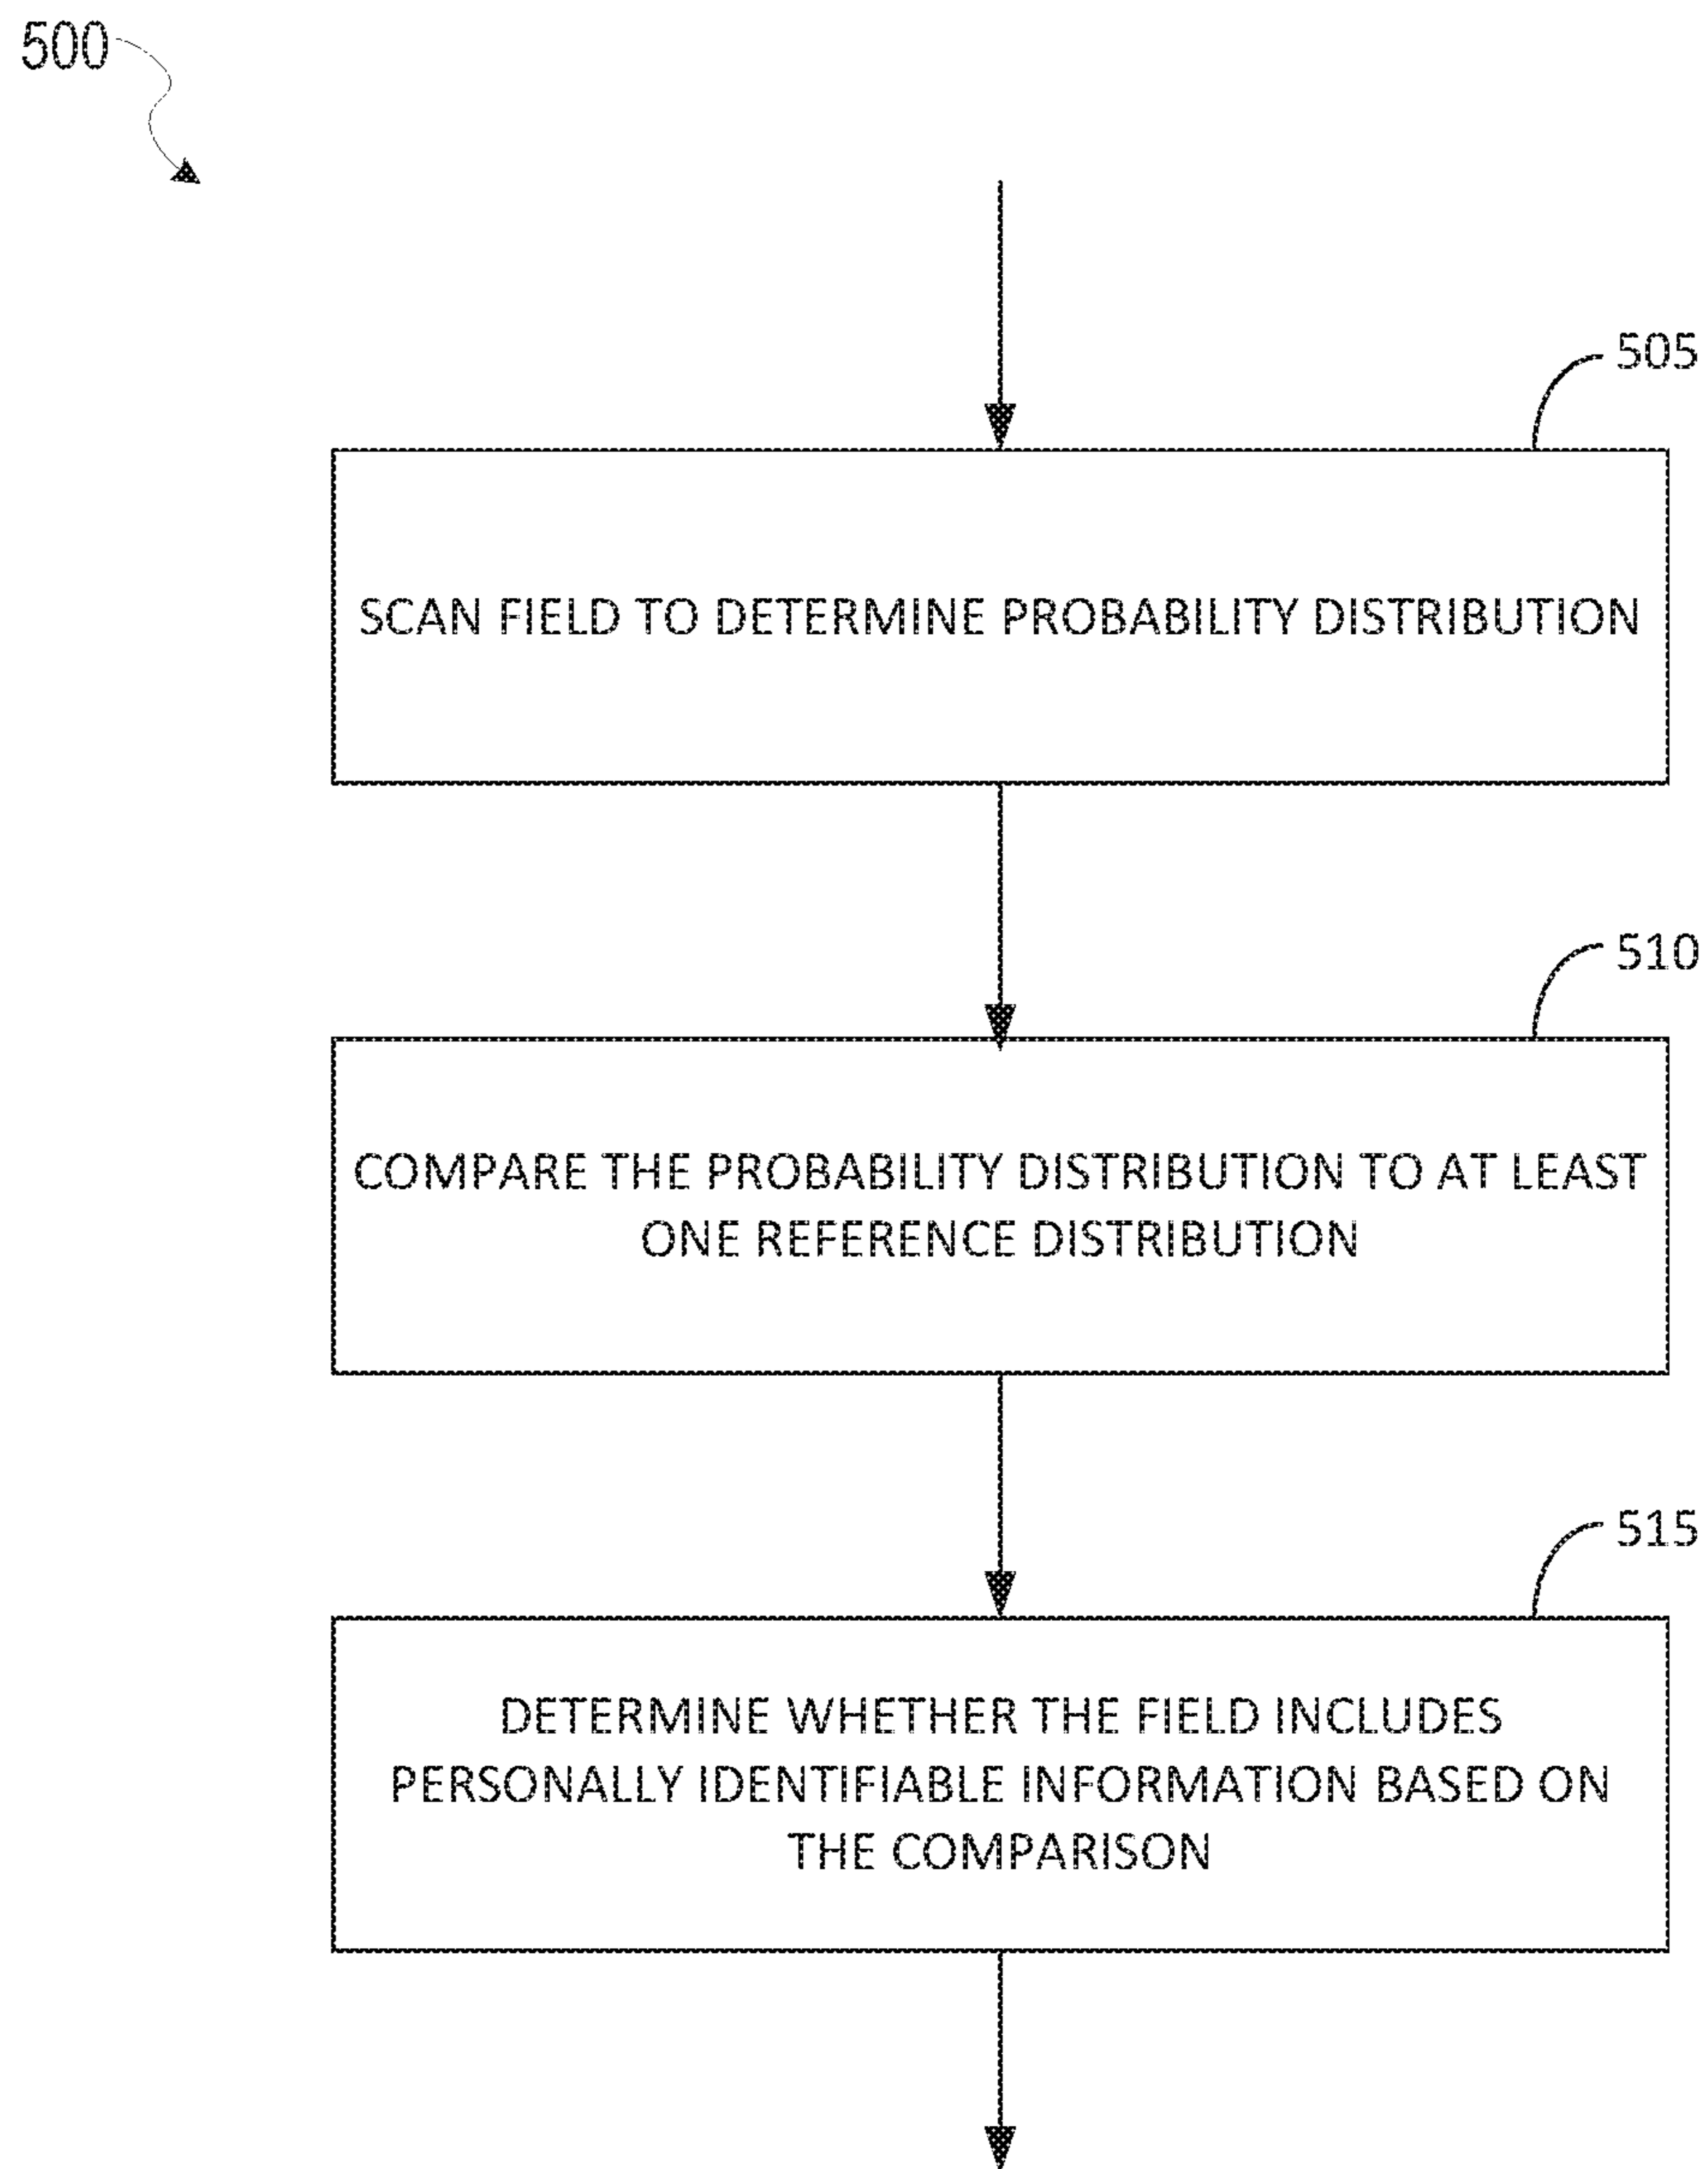 500
505
SCAN FIELD TO DETERMINE PROBABILITY DISTRIBUTION
510
COMPARE THE PROBABILITY DISTRIBUTION TO AT LEAST
ONE REFERENCE DISTRIBUTION
515
DETERMINE WHETHER THE FIELD INCLUDES
PERSONALLY IDENTIFIABLE INFORMATION BASED ON
THE COMPARISON